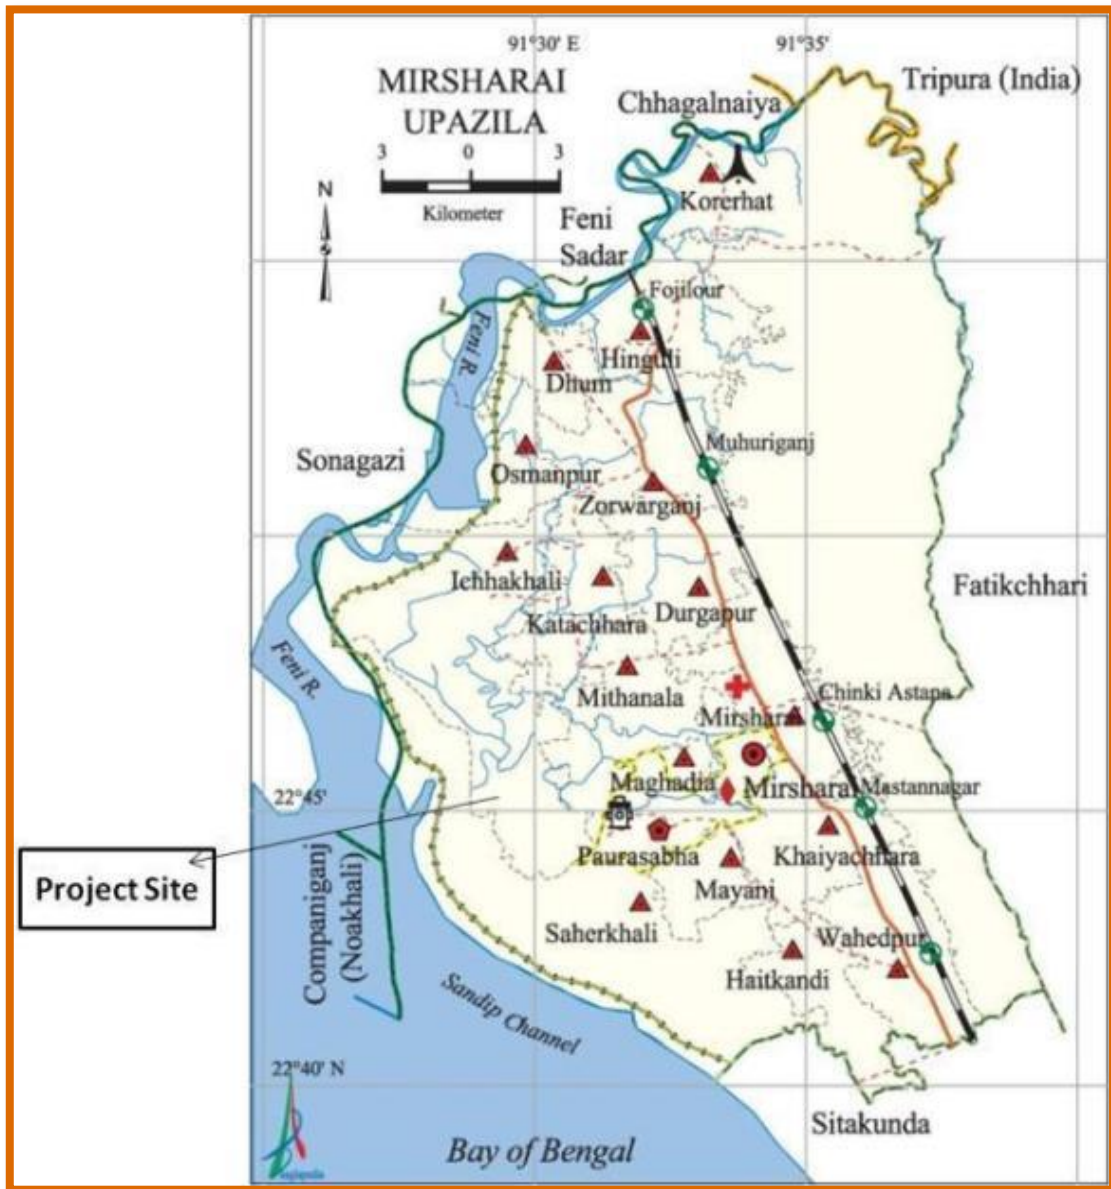 91°30' E
91°35'
MIRSHARAI
UPAZILA
3 0 3
Kilometer
N
Tripura (India)
Chhagalnaiya
Korerhat
Feni
Sadar
Fojilour
Feni R.
Hinguli
Dhum
Muhuriganj
Sonagazi
Osmanpur
Zorwarganj
Ichhakhali
Fatikchhari
Katachhara
Durgapur
Feni R.
Mithanala
Chinki Astana
Mirsharai
Maghadia
Mirsharai
Mastannagar
22°45'
Project Site
Companiganj
(Noakhali)
Paurasabha
Khaiyachhara
Mayani
Saherkhali
Wahedpur
Haitkandi
Sandip Channel
22°40' N
Sitakunda
Bay of Bengal